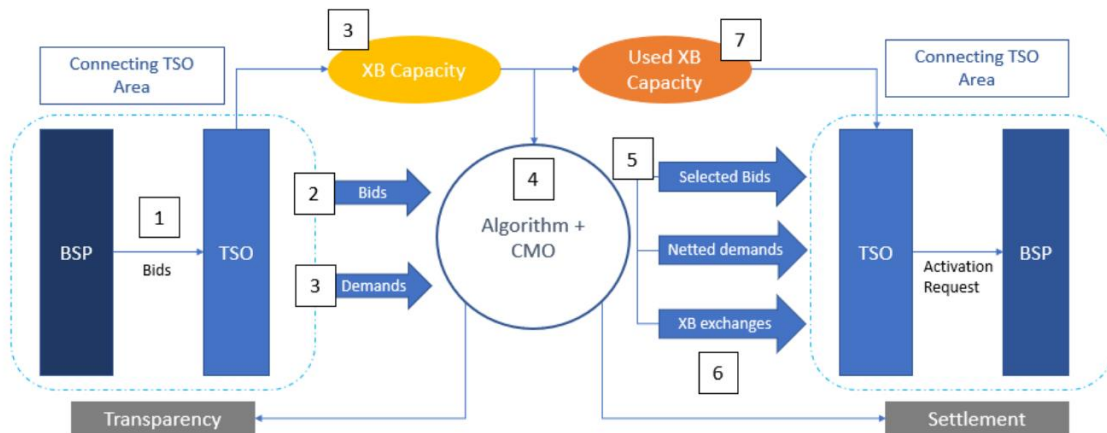 3
7
Connecting TSO
Area
XB Capacity
Used XB
Capacity
Connecting TSO
Area
1
BSP
Bids
TSO
2
Bids
3
Demands
4
Algorithm +
CMO
5
Selected Bids
Netted demands
XB exchanges
6
TSO
Activation
Request
BSP
Transparency
Settlement